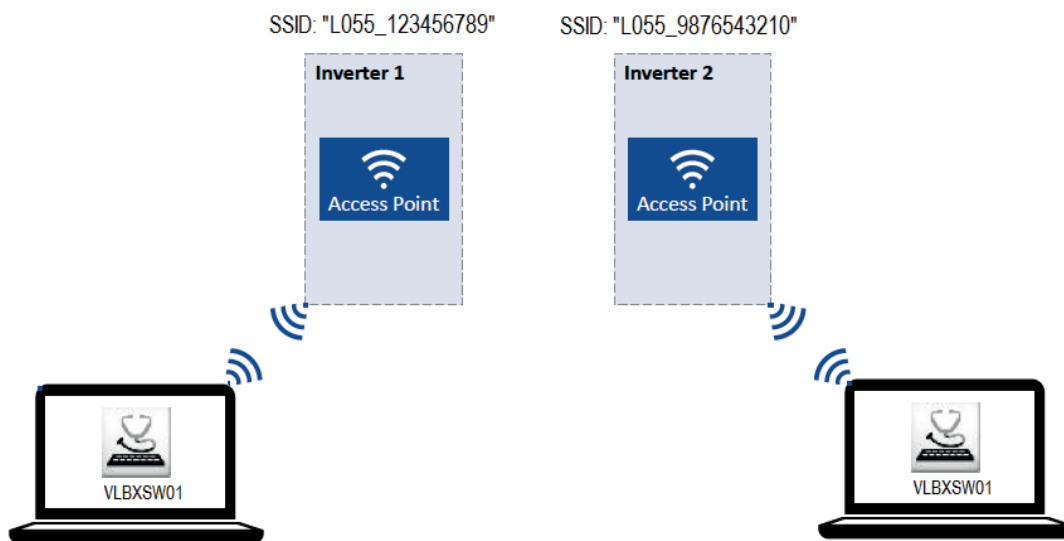 SSID: "L055_123456789"
SSID: "L055_9876543210"
Inverter 1
Inverter 2
Access Point
Access Point
VLBXSW01
VLBXSW01